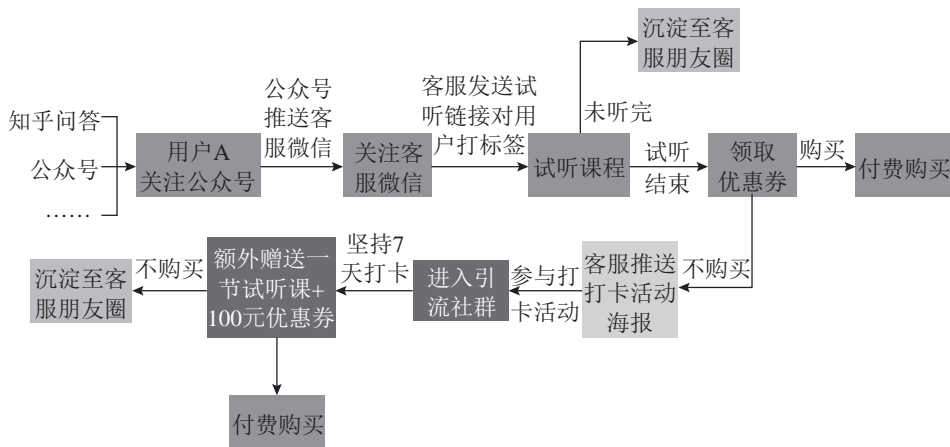 沉淀至客
服朋友圈
知乎问答
公众号
……
用户A
关注公众号
公众号
推送客
服微信
关注客
服微信
客服发送试
听链接对用
户打标签
未听完
试听课程
试听
结束
领取
优惠券
购买
付费购买
不购买
客服推送
打卡活动
海报
参与打
卡活动
进入引
流社群
坚持7
天打卡
额外赠送一
节试听课+
100元优惠券
不购买
沉淀至客
服朋友圈
付费购买